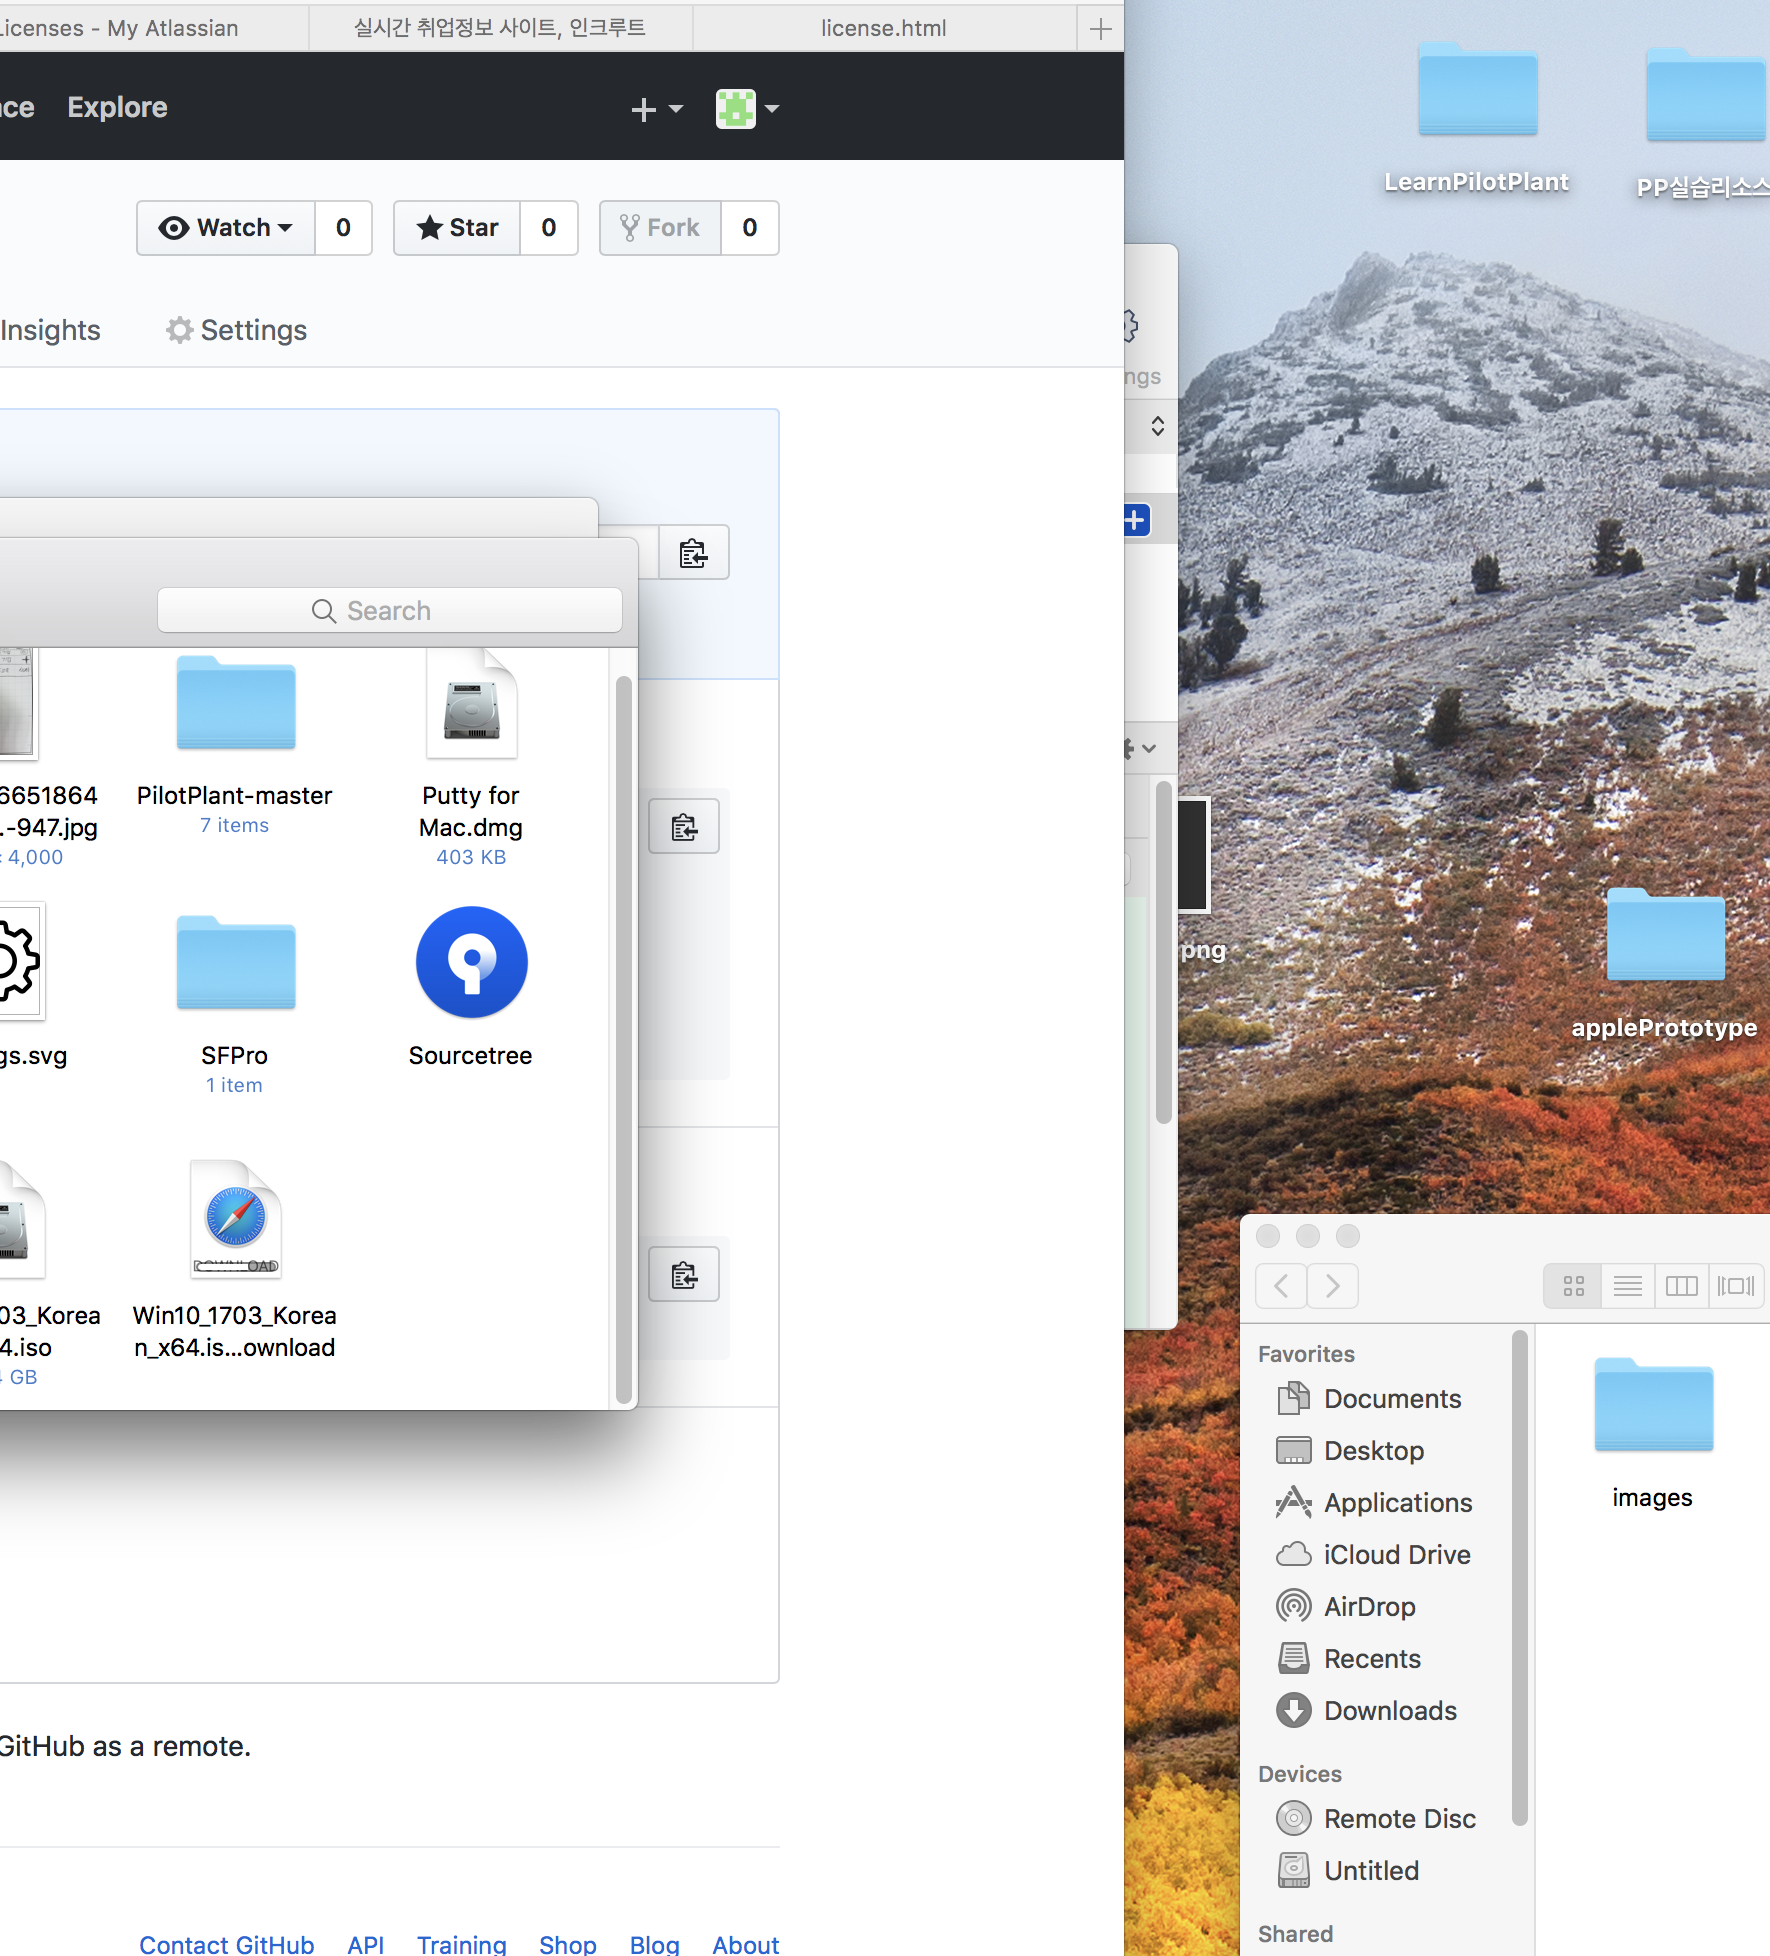 Licenses - My Atlassian
실시간 취업정보 사이트, 인크루트
license.html
Explore
Watch 0
Star 0
Fork 0
Insights
Settings
Search
6651864
.-947.jpg
4,000
PilotPlant-master
7 items
Putty for
Mac.dmg
403 KB
gs.svg
SFPro
1 item
Sourcetree
03_Korea
4.iso
GB
DOWNLOAD
Win10_1703_Korea
n_x64.is...ownload
GitHub as a remote.
Contact GitHub API Training Shop Blog About
ngs
LearnPilotPlant
PP실습리소스
png
applePrototype
Favorites
Documents
Desktop
Applications
iCloud Drive
AirDrop
Recents
Downloads
Devices
Remote Disc
Untitled
Shared
images